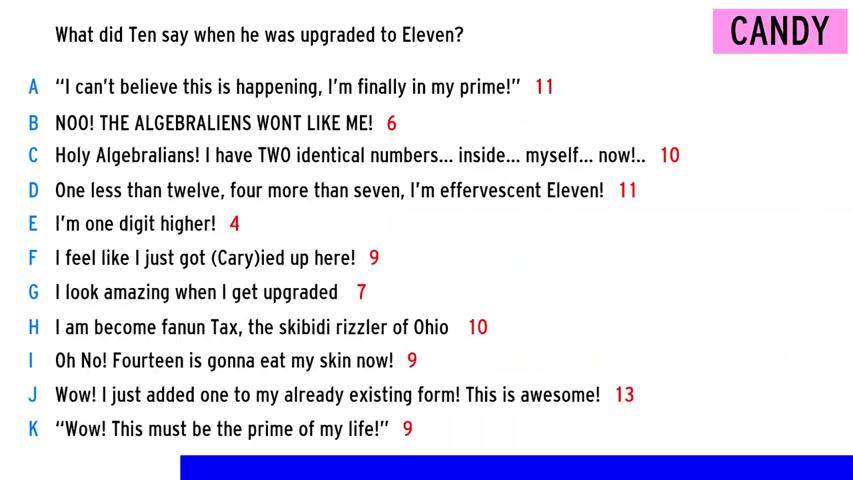 What did Ten say when he was upgraded to Eleven?
CANDY
A “I can't believe this is happening, I'm finally in my prime!” 11
B NOO! THE ALGEBRALIENS WONT LIKE ME! 6
C Holy Algebralians! I have TWO identical numbers... inside... myself... now!.. 10
D One less than twelve, four more than seven, I'm effervescent Eleven! 11
E I'm one digit higher! 4
F I feel like I just got (Cary)ied up here! 9
G I look amazing when I get upgraded 7
H I am become fanun Tax, the skibidi rizzler of Ohio 10
I Oh No! Fourteen is gonna eat my skin now! 9
J Wow! I just added one to my already existing form! This is awesome! 13
K “Wow! This must be the prime of my life!” 9